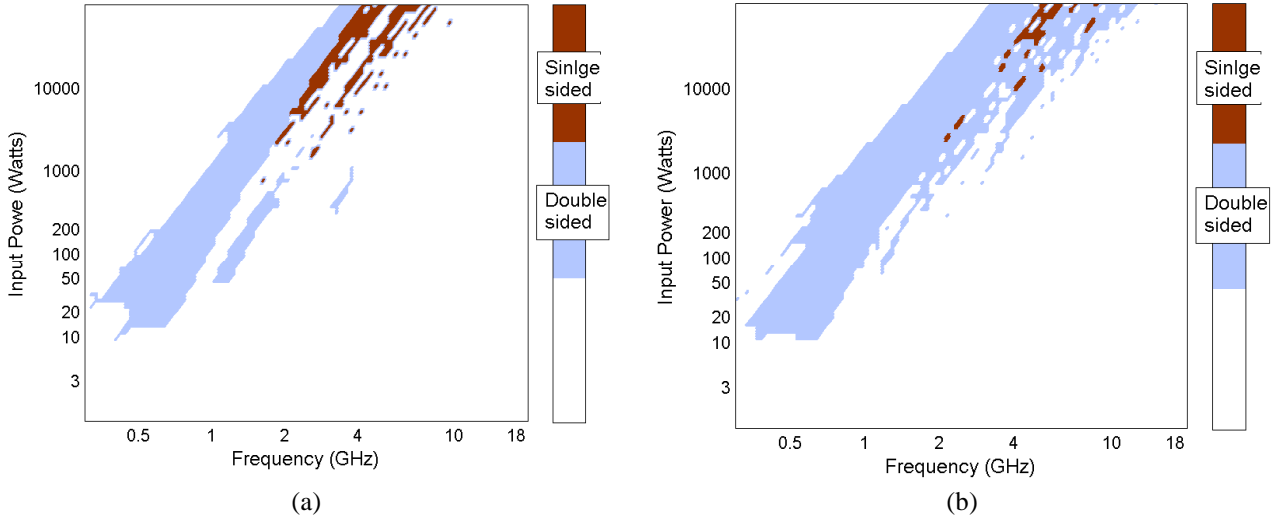 Input Powe (Watts)
10000
1000
200
100
50
20
10
3
0.5 1 2 4 10 18
Frequency (GHz)
Sinlge
sided
Double
sided
(a)
Input Power (Watts)
10000
1000
200
100
50
20
10
3
0.5 1 2 4 10 18
Frequency (GHz)
Sinlge
sided
Double
sided
(b)